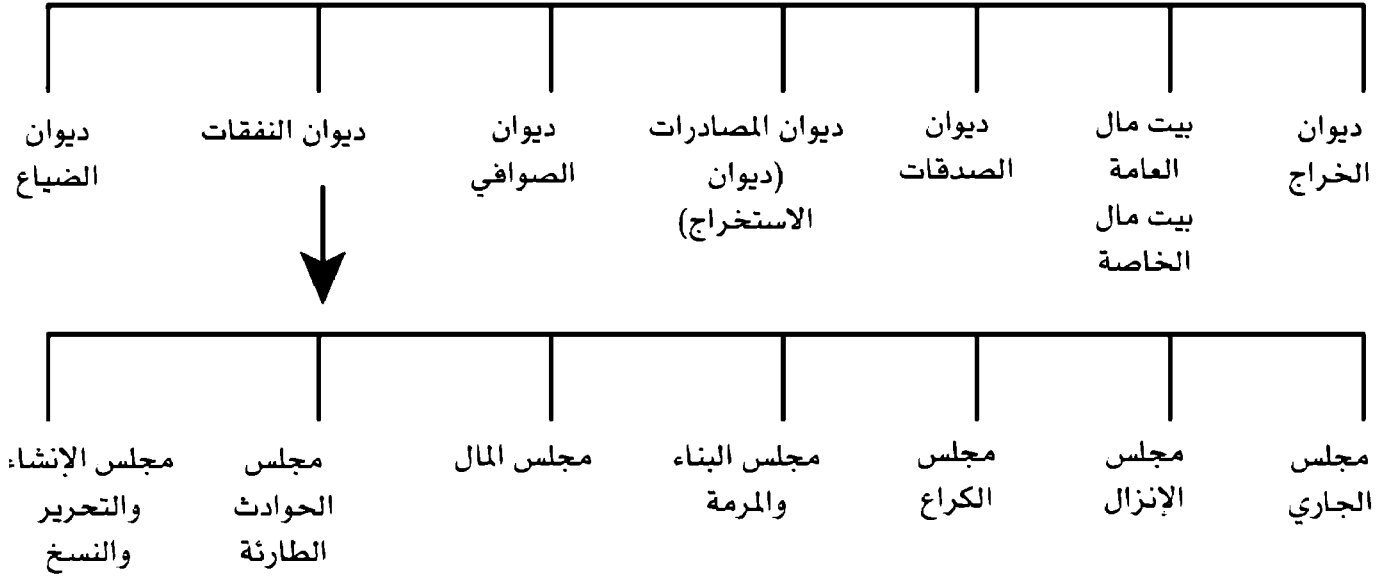 ديوان
الخراج
بيت مال
العامة
بيت مال
الخاصة
ديوان
الصدقات
ديوان المصادرات
(ديوان
الاستخراج)
ديوان
الصوافي
ديوان النفقات
ديوان
الضياع
مجلس
الجاري
مجلس
الإنزال
مجلس
الكراع
مجلس البناء
والمرمة
مجلس المال
مجلس
الحوادث
الطارئة
مجلس الإنشاء
والتحرير
والنسخ